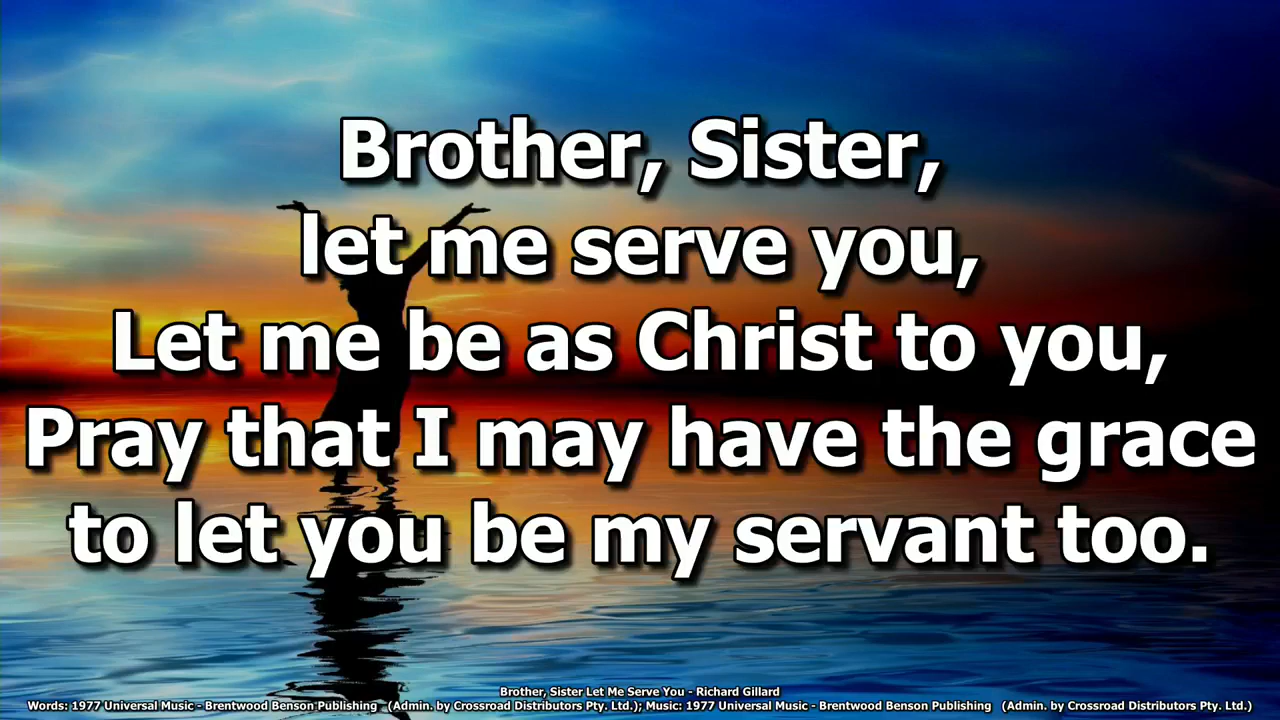 Brother, Sister,
let me serve you,
Let me be as Christ to you,
Pray that I may have the grace
to let you be my servant too.
Brother, Sister Let Me Serve You - Richard Gillard
Words: 1977 Universal Music - Brentwood Benson Publishing (Admin. by Crossroad Distributors Pty. Ltd.); Music: 1977 Universal Music - Brentwood Benson Publishing (Admin. by Crossroad Distributors Pty. Ltd.)